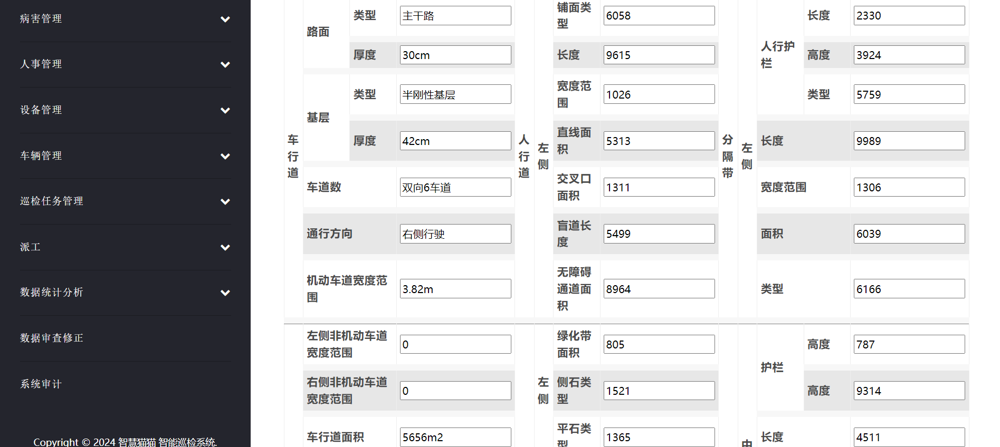 病害管理
人事管理
设备管理
车辆管理
巡检任务管理
派工
数据统计分析
数据审查修正
系统审计
Copyright © 2024 智慧猫猫 智能巡检系统.
车
行
道
路面
类型
主干路
厚度
30cm
基层
类型
半刚性基层
厚度
42cm
车道数
双向6车道
通行方向
右侧行驶
机动车道宽度范
围
3.82m
左侧非机动车道
宽度范围
0
右侧非机动车道
宽度范围
0
车行道面积
5656m2
人
行
道
左
侧
铺面类
型
6058
长度
9615
宽度范
围
1026
直线面
积
5313
交叉口
面积
1311
盲道长
度
5499
无障碍
通道面
积
8964
左
侧
绿化带
面积
805
侧石类
型
1521
平石类
型
1365
分
隔
带
左
侧
人行护
栏
长度
2330
高度
3924
类型
5759
长度
9989
宽度范围
1306
面积
6039
类型
6166
中
护栏
高度
787
高度
9314
长度
4511